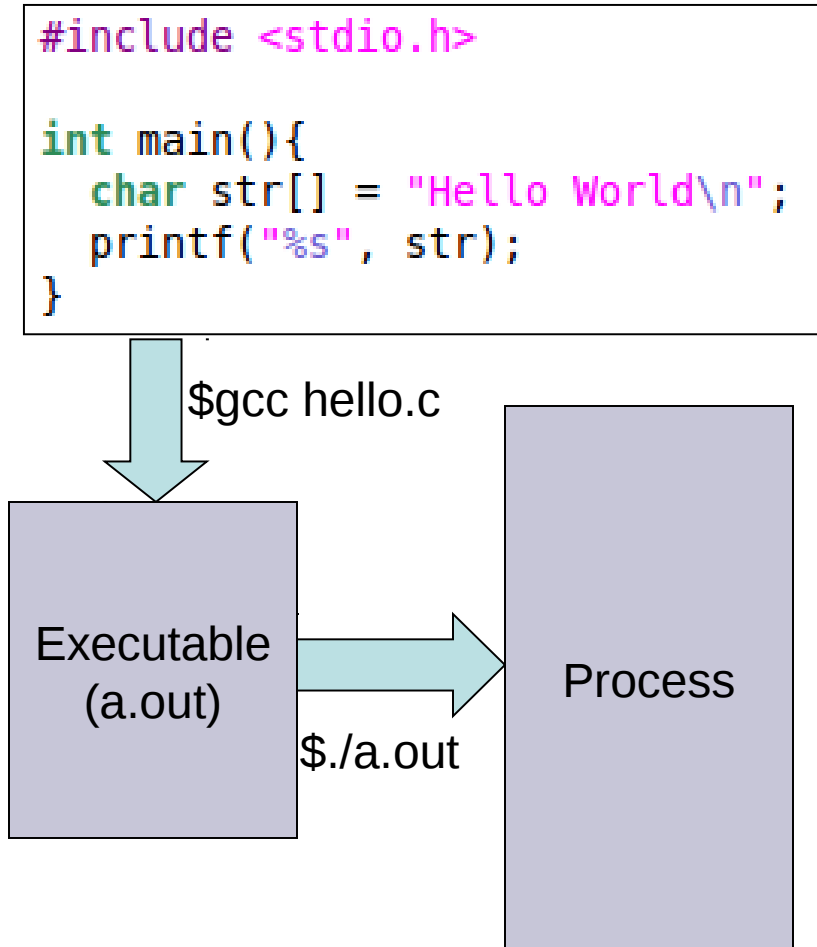 #include <stdio.h>
int main(){
  char str[] = "Hello World\n";
  printf("%s", str);
}
$gcc hello.c
Executable
(a.out)
$./a.out
Process